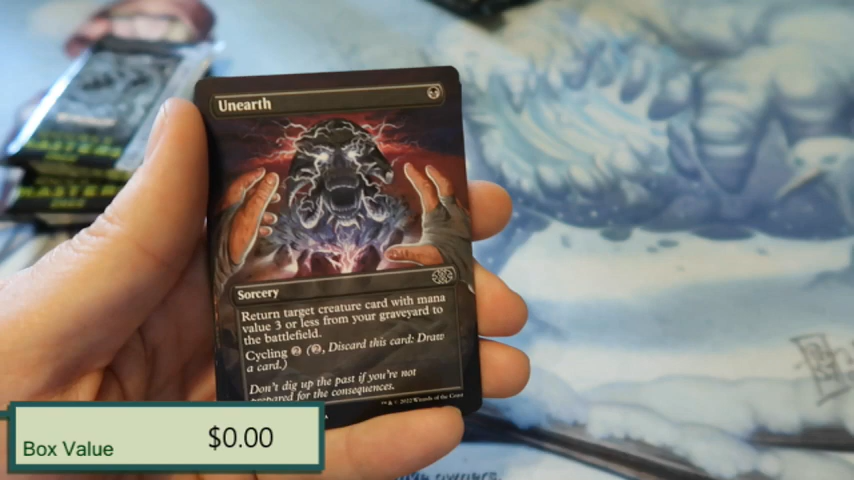 Unearth
Sorcery
Return target creature card with mana
value 3 or less from your graveyard to
the battlefield.
Cycling 2 (2, Discard this card: Draw
a card.)
Don't dig up the past if you're not
prepared for the consequences.
™ & © 2022 Wizards of the Coast
MASTERS
Box Value
$0.00
owners.